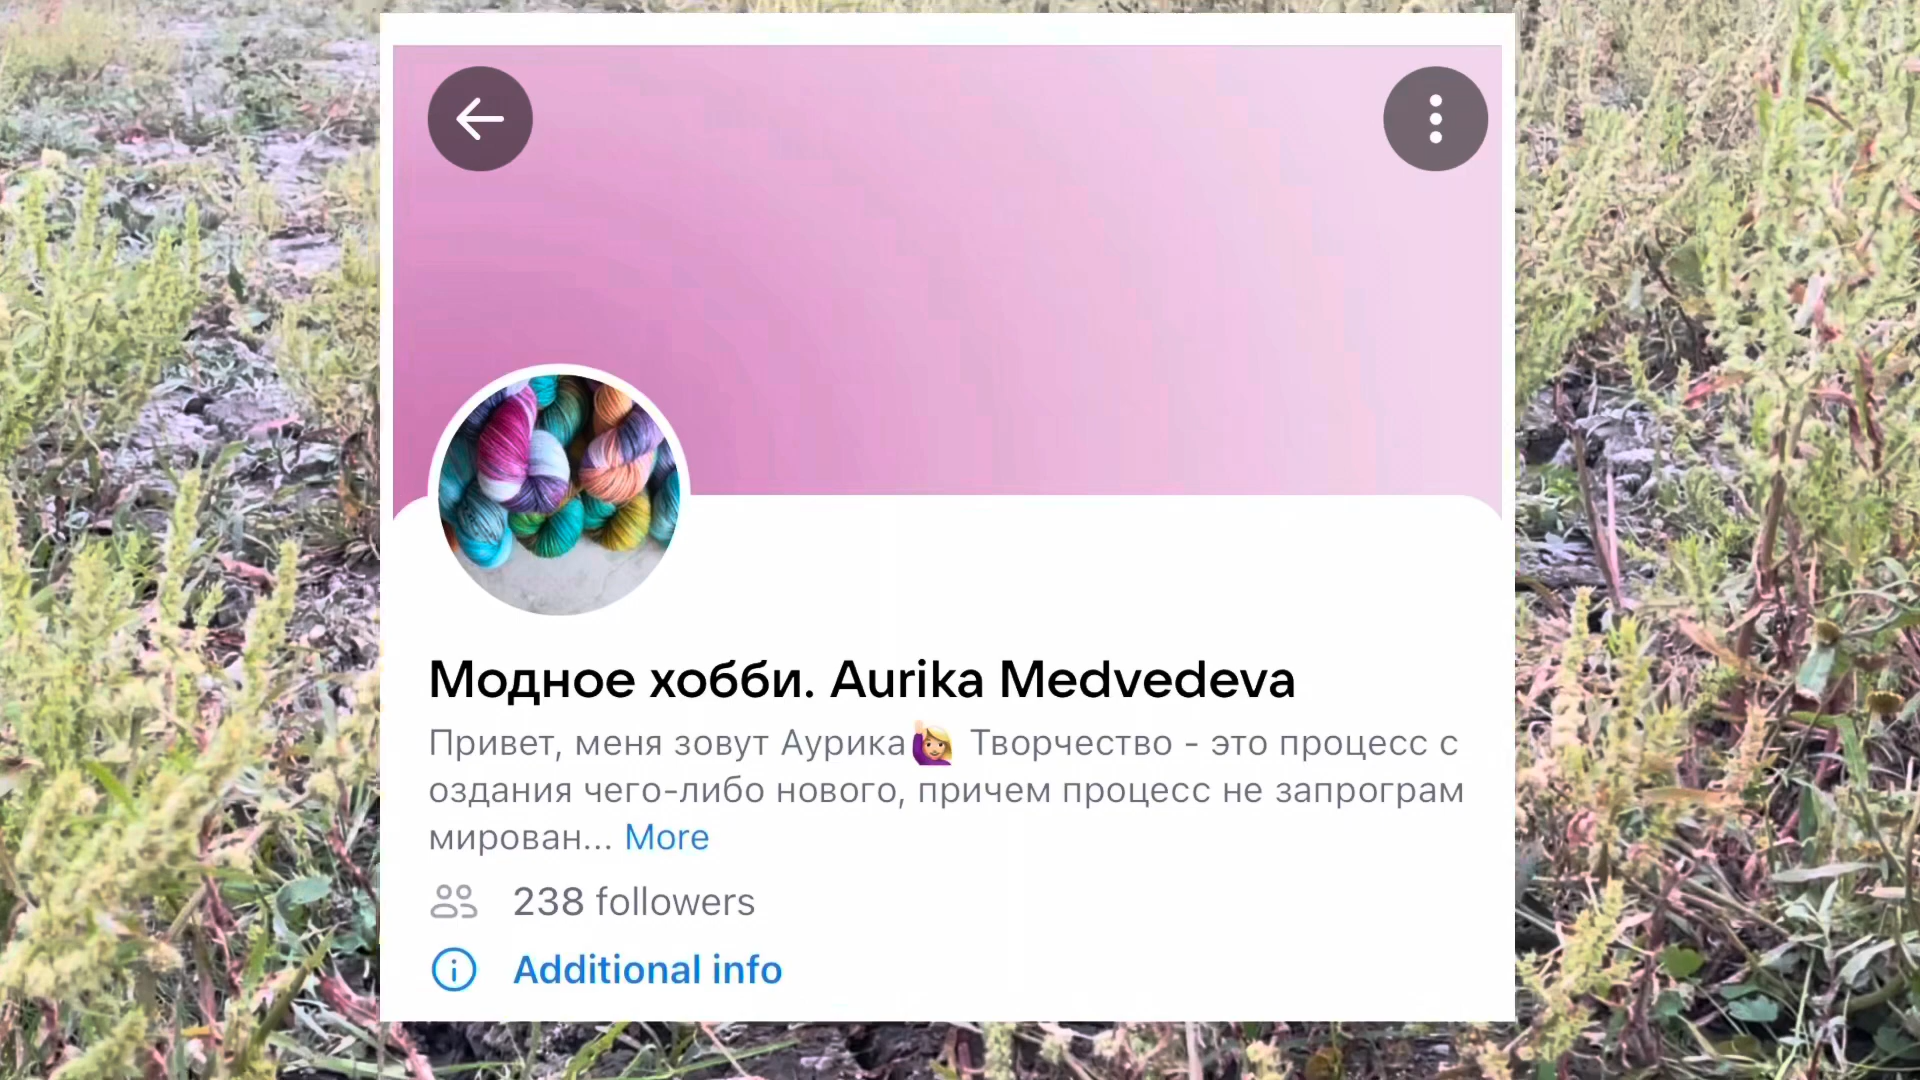 Модное хобби. Aurika Medvedeva
Привет, меня зовут Аурика🙋🏼‍♀️ Творчество - это процесс с
оздания чего-либо нового, причем процесс не запрограм
мирован... More
238 followers
Additional info